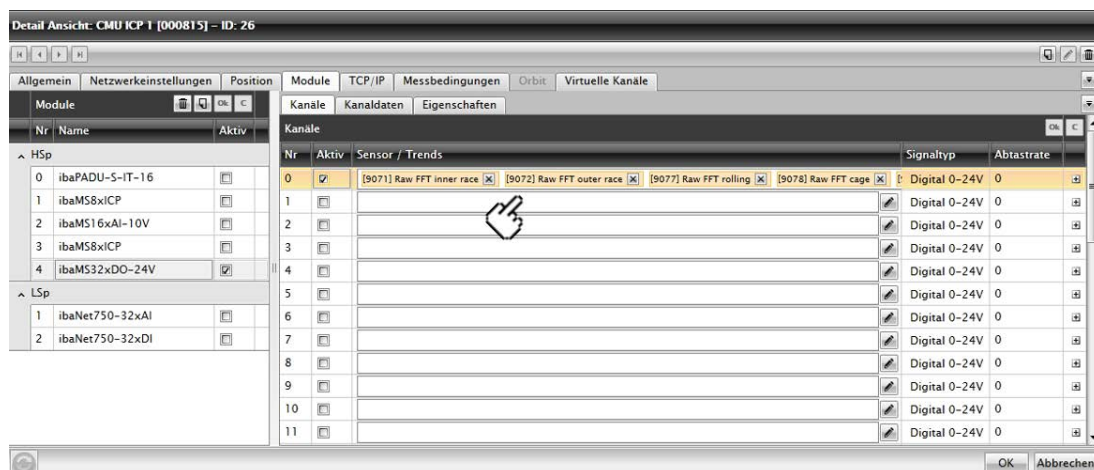 Detail Ansicht: CMU ICP 1 [000815] – ID: 26
Allgemein Netzwerkeinstellungen Position Module TCP/IP Messbedingungen Orbit Virtuelle Kanäle
Module Ok C
Nr Name Aktiv
HSp
0 ibaPADU-S-IT-16
1 ibaMS8xICP
2 ibaMS16xAI-10V
3 ibaMS8xICP
4 ibaMS32xDO-24V
LSp
1 ibaNet750-32xAI
2 ibaNet750-32xDI
Kanäle Kanaldaten Eigenschaften
Kanäle Ok C
Nr Aktiv Sensor / Trends Signaltyp Abtastrate
0 [9071] Raw FFT inner race [9072] Raw FFT outer race [9077] Raw FFT rolling [9078] Raw FFT cage Digital 0-24V 0
1 Digital 0-24V 0
2 Digital 0-24V 0
3 Digital 0-24V 0
4 Digital 0-24V 0
5 Digital 0-24V 0
6 Digital 0-24V 0
7 Digital 0-24V 0
8 Digital 0-24V 0
9 Digital 0-24V 0
10 Digital 0-24V 0
11 Digital 0-24V 0
OK Abbrechen